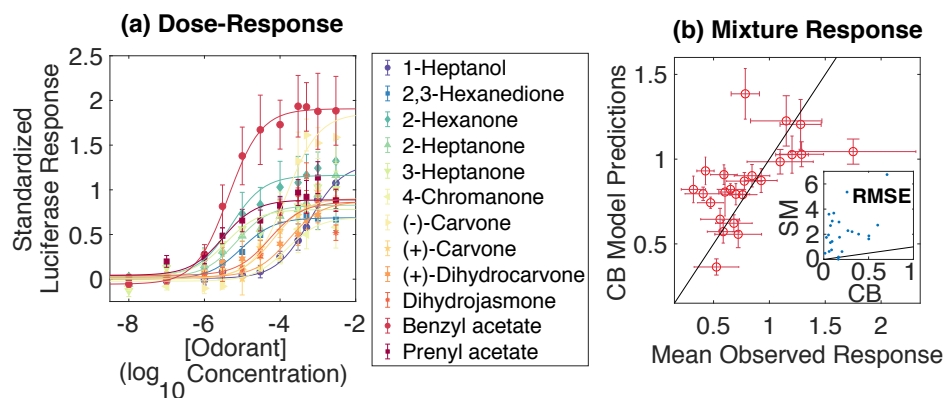 (a) Dose-Response
Standardized
Luciferase Response
2.5
2
1.5
1
0.5
0
-8
-6
-4
-2
[Odorant]
(log10 Concentration)
1-Heptanol
2,3-Hexanedione
2-Hexanone
2-Heptanone
3-Heptanone
4-Chromanone
(-)-Carvone
(+)-Carvone
(+)-Dihydrocarvone
Dihydrojasmone
Benzyl acetate
Prenyl acetate
(b) Mixture Response
CB Model Predictions
1.5
1
0.5
0.5
1
1.5
2
Mean Observed Response
RMSE
SM
6
4
2
0
0
0.5
1
CB